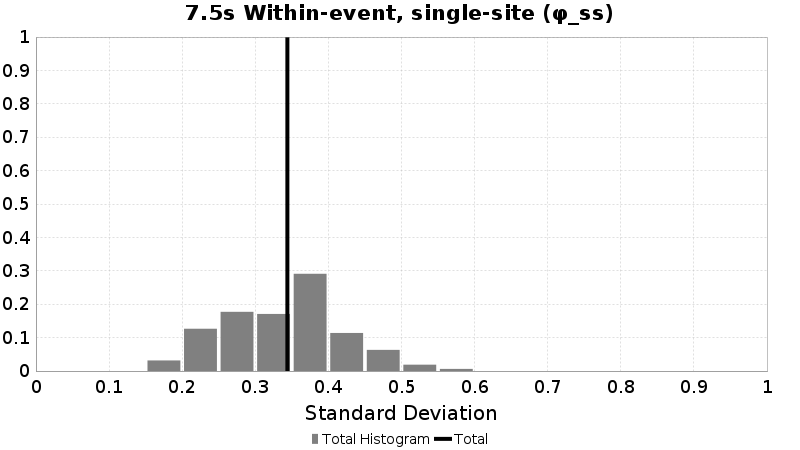 7.5s Within-event, single-site (φ_ss)
1
0.9
0.8
0.7
0.6
0.5
0.4
0.3
0.2
0.1
0
0 0.1 0.2 0.3 0.4 0.5 0.6 0.7 0.8 0.9 1
Standard Deviation
Total Histogram Total